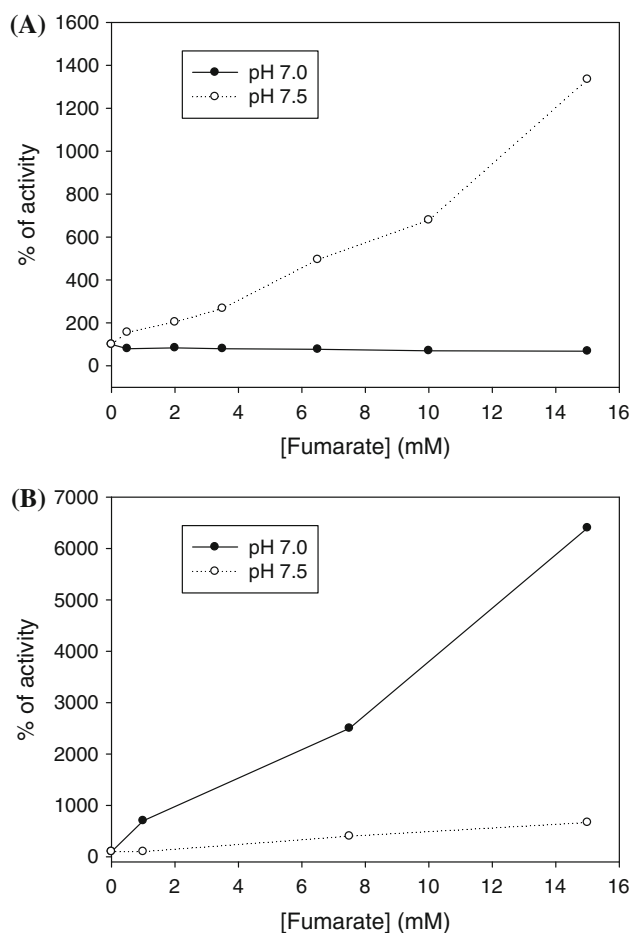 (A)
1600
1400
1200
1000
800
600
400
200
0
% of activity
pH 7.0
pH 7.5
0 2 4 6 8 10 12 14 16
[Fumarate] (mM)
(B)
7000
6000
5000
4000
3000
2000
1000
0
% of activity
pH 7.0
pH 7.5
0 2 4 6 8 10 12 14 16
[Fumarate] (mM)